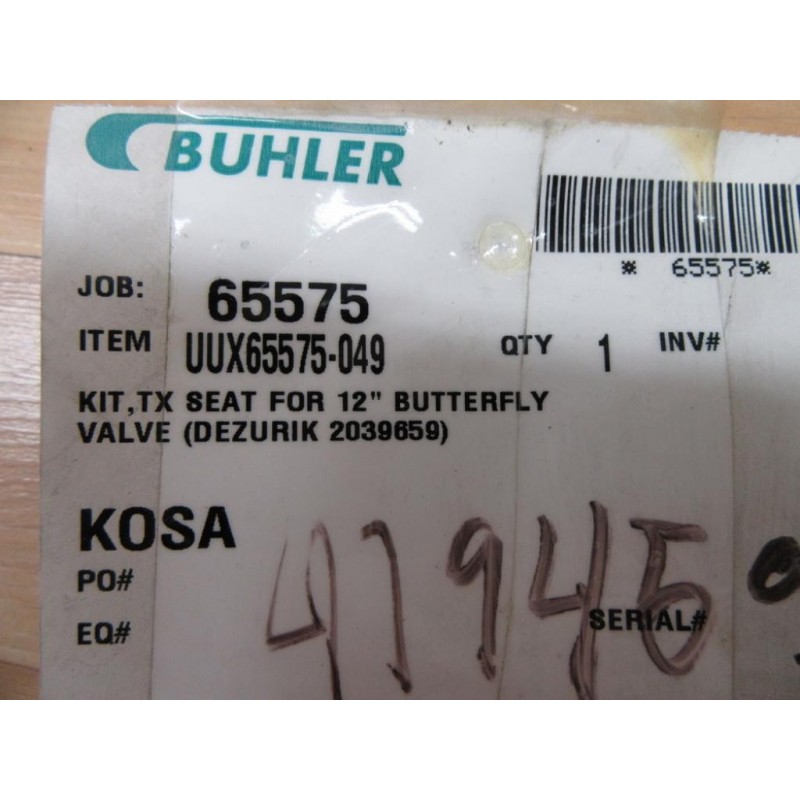 BUHLER
* 65575*
JOB: 65575
ITEM UUX65575-049 QTY 1 INV#
KIT,TX SEAT FOR 12" BUTTERFLY
VALVE (DEZURIK 2039659)
KOSA
PO#
EQ# SERIAL#
41945